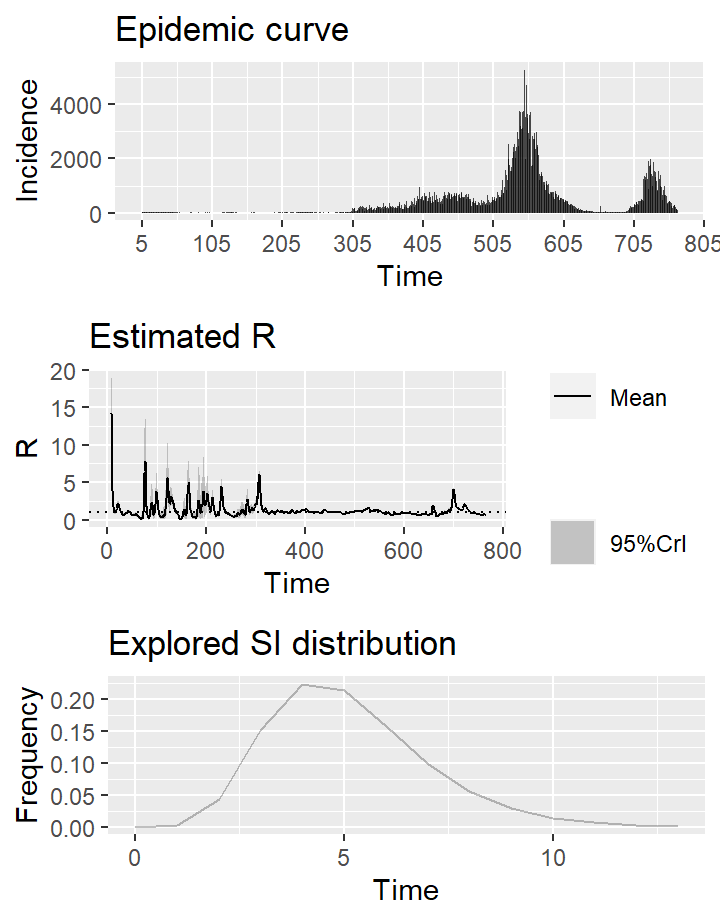 Epidemic curve
Incidence
4000
2000
0
5 105 205 305 405 505 605 705 805
Time
Estimated R
R
20
15
10
5
0
0 200 400 600 800
Time
Mean
95%CrI
Explored SI distribution
Frequency
0.20
0.15
0.10
0.05
0.00
0 5 10
Time